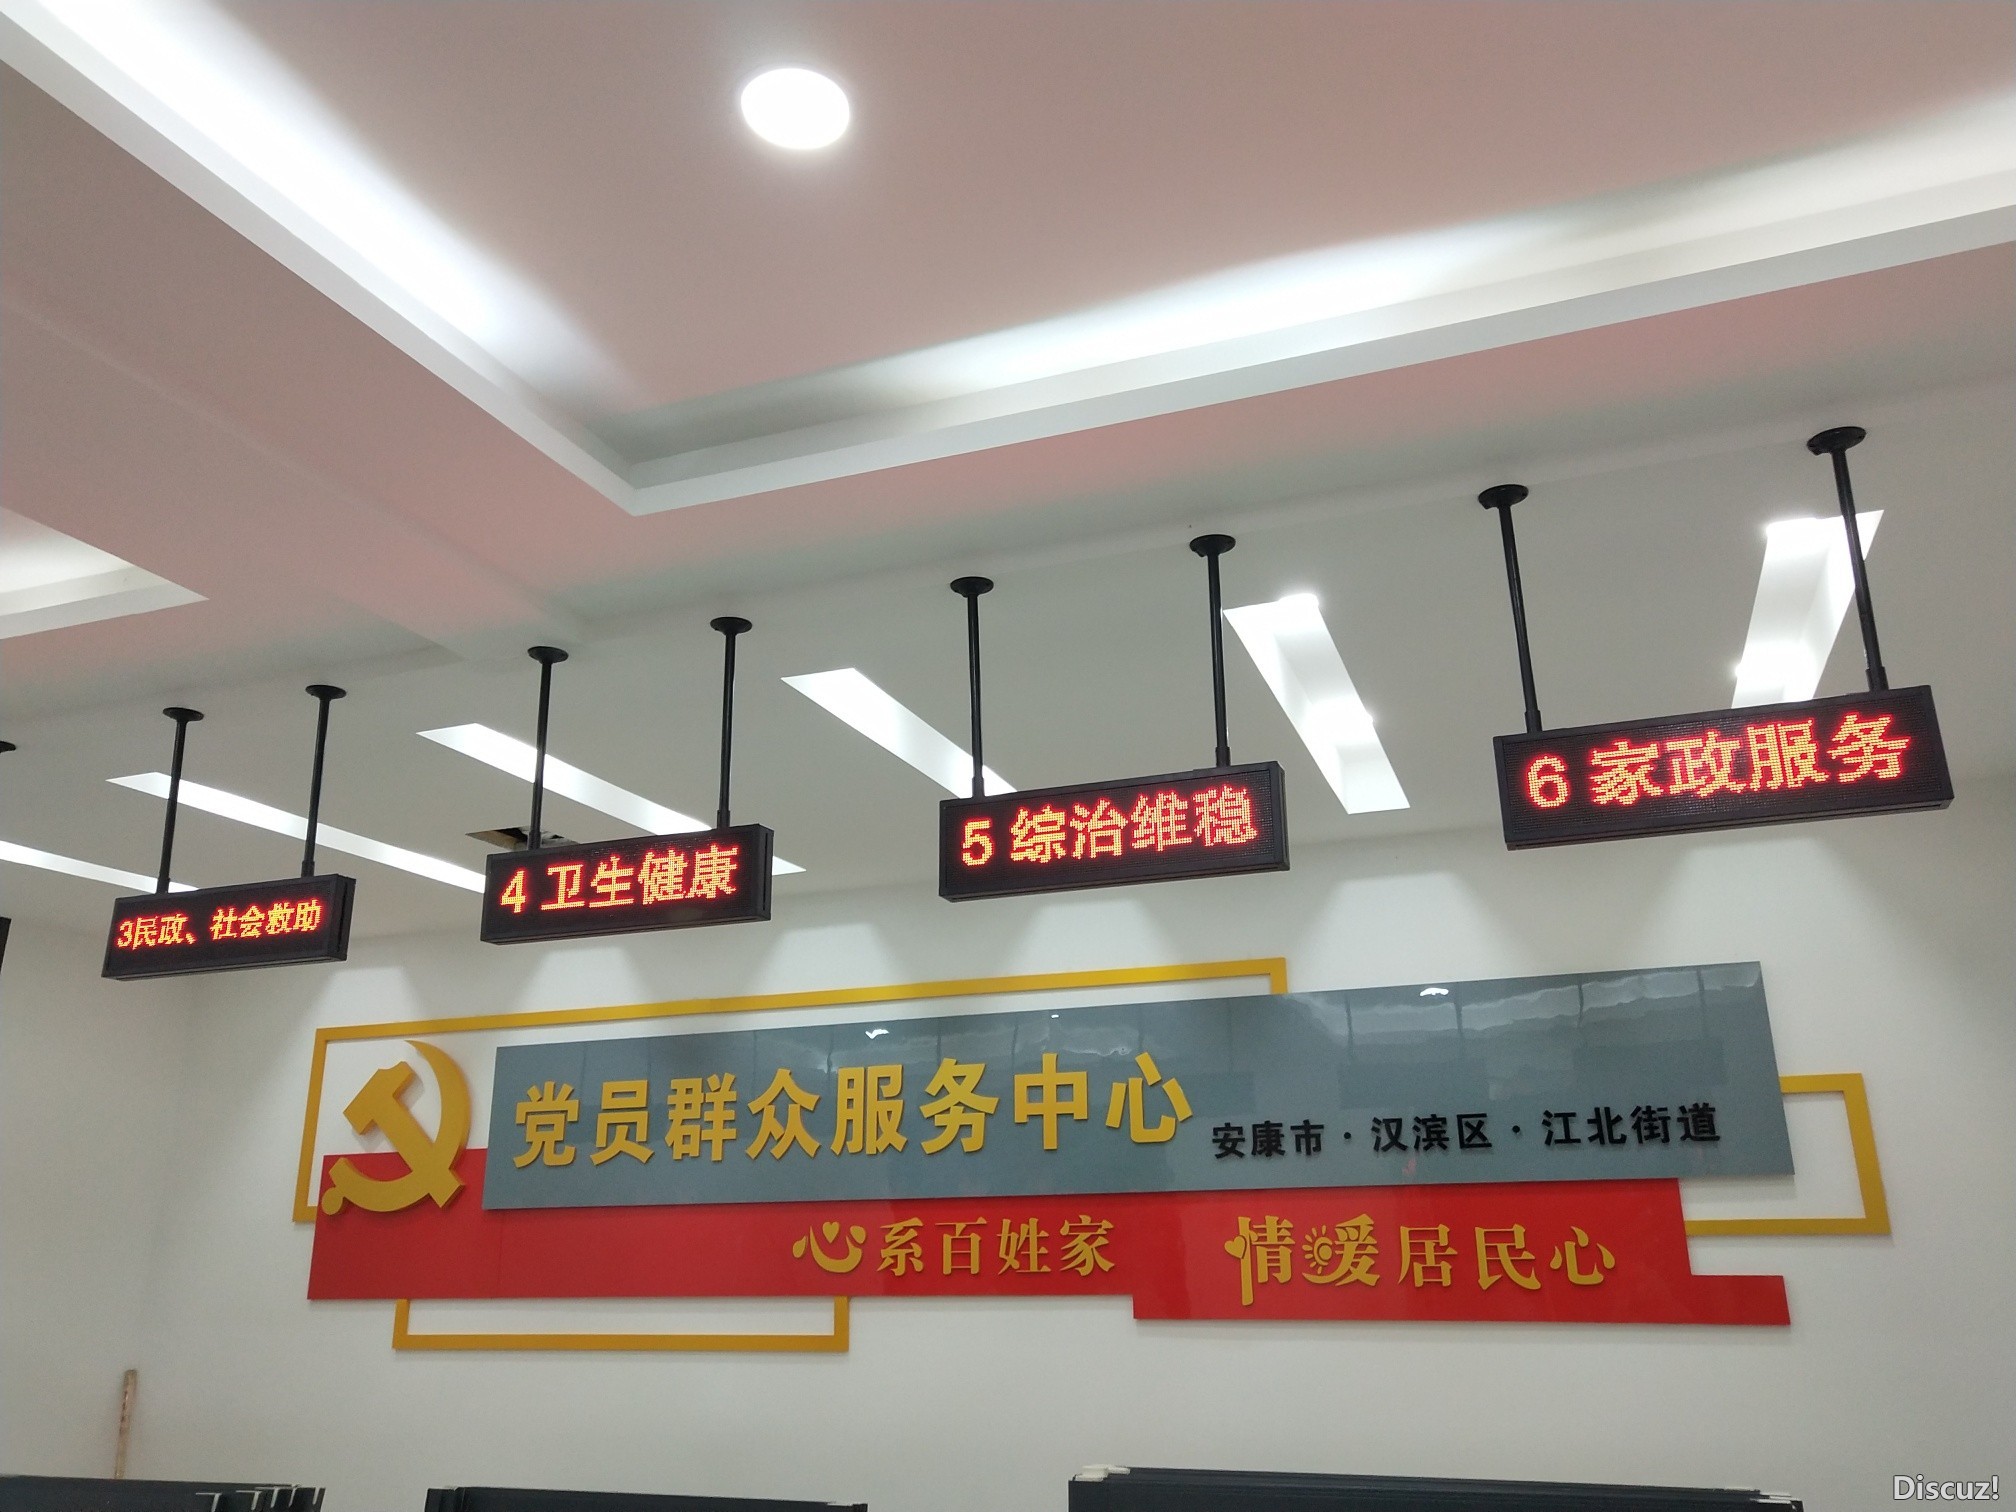 3民政、社会救助
4 卫生健康
5 综治维稳
6 家政服务
党员群众服务中心
安康市·汉滨区·江北街道
心系百姓家 情暖居民心
Discuz!